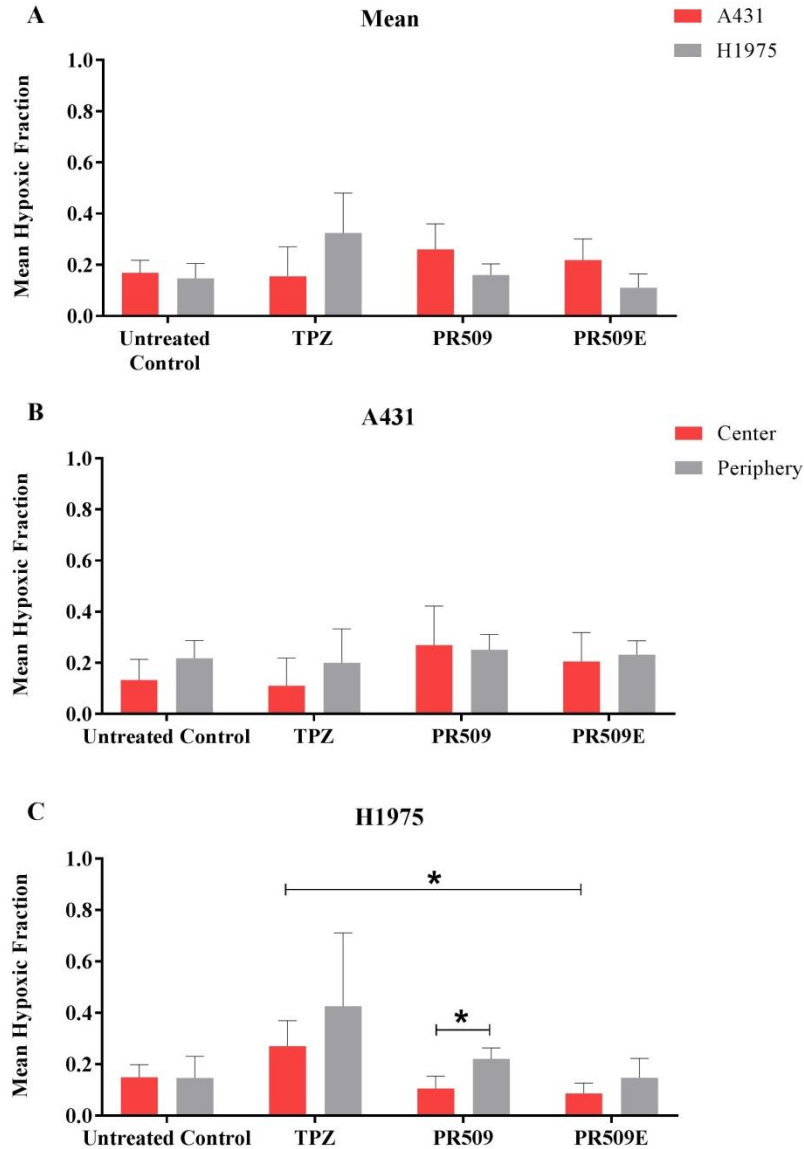 A
Mean
A431
H1975
Mean Hypoxic Fraction
1.0
0.8
0.6
0.4
0.2
0.0
Untreated
Control
TPZ
PR509
PR509E
B
A431
Center
Periphery
Mean Hypoxic Fraction
1.0
0.8
0.6
0.4
0.2
0.0
Untreated Control
TPZ
PR509
PR509E
C
H1975
Mean Hypoxic Fraction
1.0
0.8
0.6
0.4
0.2
0.0
*
*
Untreated Control
TPZ
PR509
PR509E